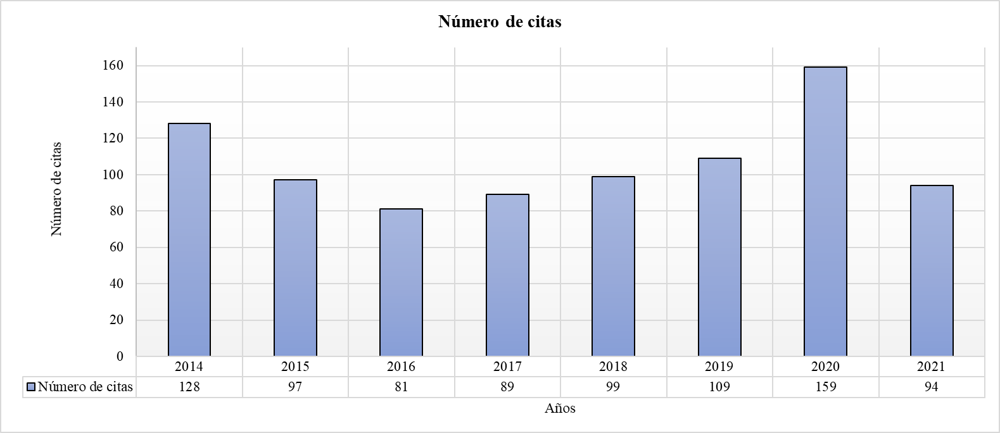 Número de citas
Número de citas
160
140
120
100
80
60
40
20
0
2014 2015 2016 2017 2018 2019 2020 2021
Número de citas 128 97 81 89 99 109 159 94
Años